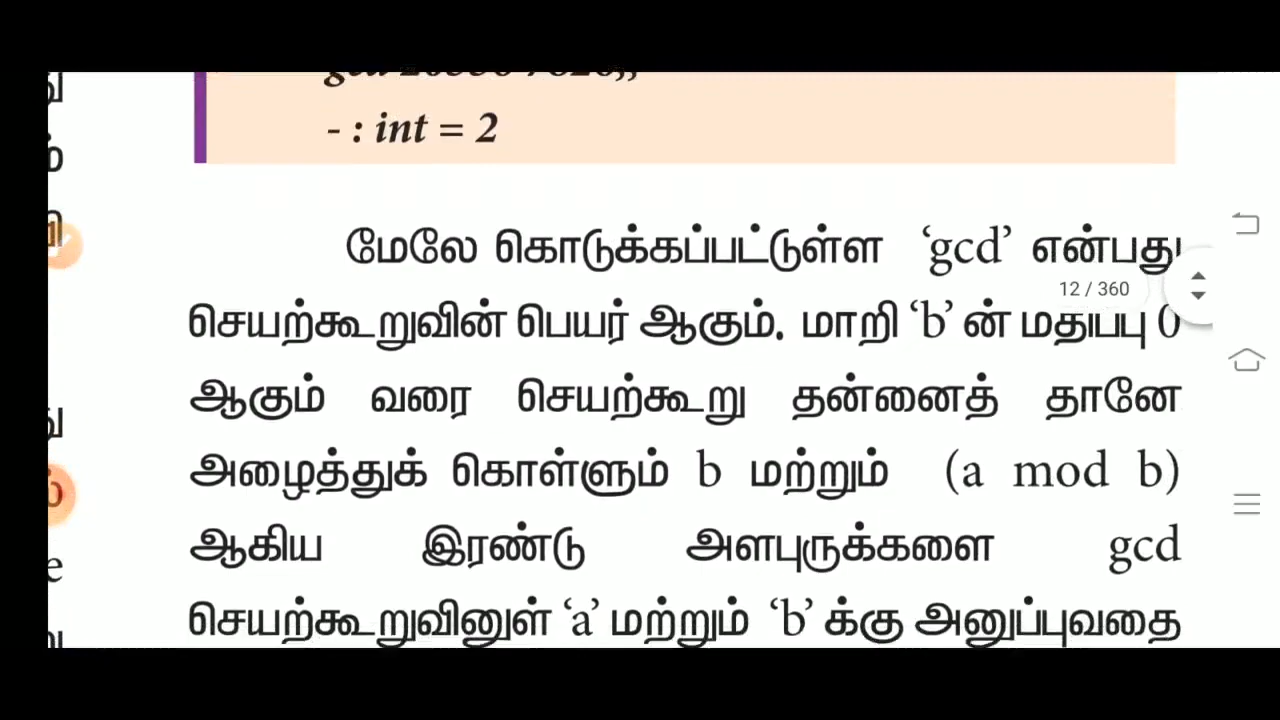 - : int = 2
மேலே கொடுக்கப்பட்டுள்ள ‘gcd’ என்பது
12 / 360
செயற்கூறுவின் பெயர் ஆகும். மாறி ‘b’ ன் மதிப்பு 0
ஆகும் வரை செயற்கூறு தன்னைத் தானே
அழைத்துக் கொள்ளும் b மற்றும் (a mod b)
ஆகிய இரண்டு அளபுருக்களை gcd
செயற்கூறுவினுள் ‘a’ மற்றும் ‘b’ க்கு அனுப்புவதை